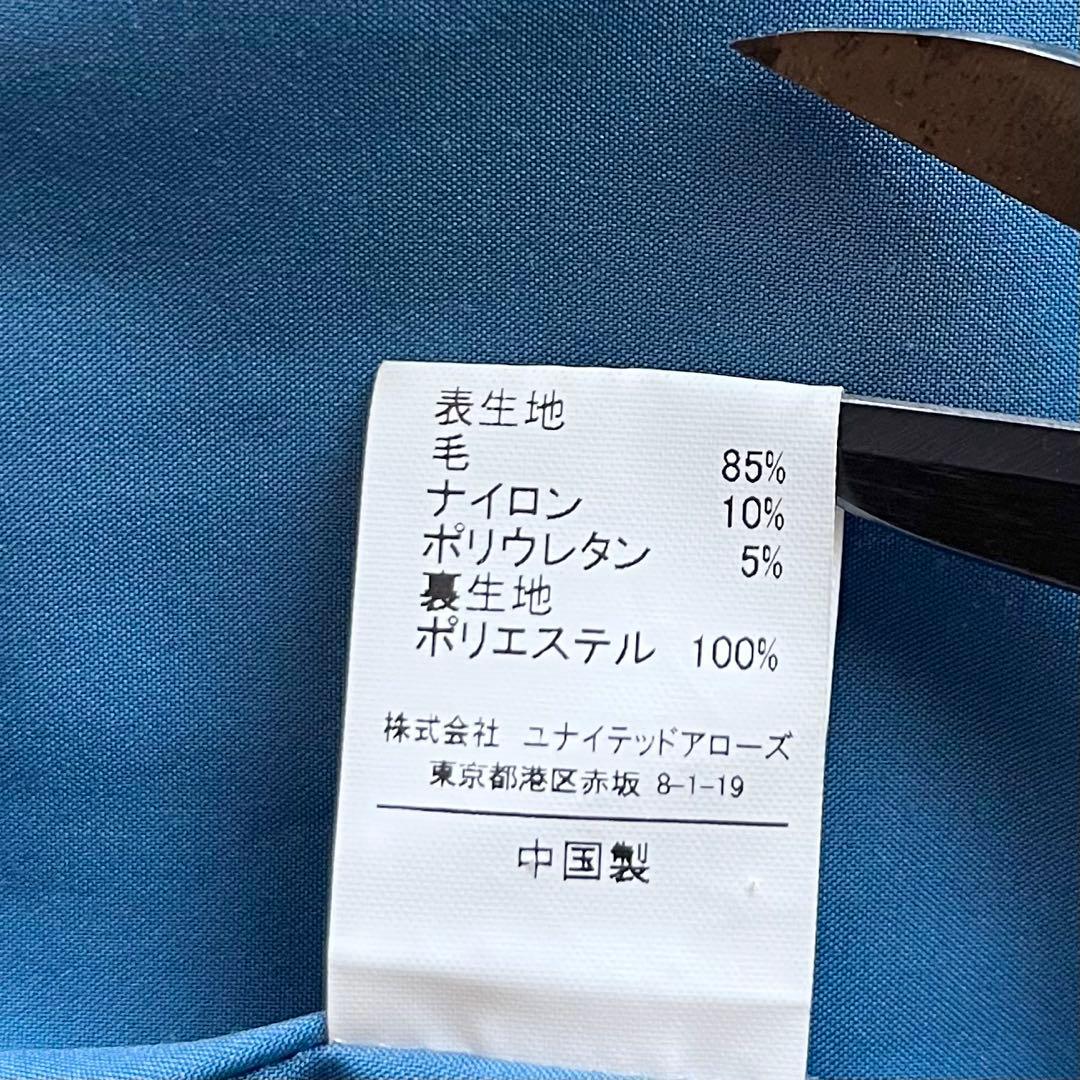 表生地
毛 85%
ナイロン 10%
ポリウレタン 5%
裏生地
ポリエステル 100%
株式会社 ユナイテッドアローズ
東京都港区赤坂 8-1-19
中国製